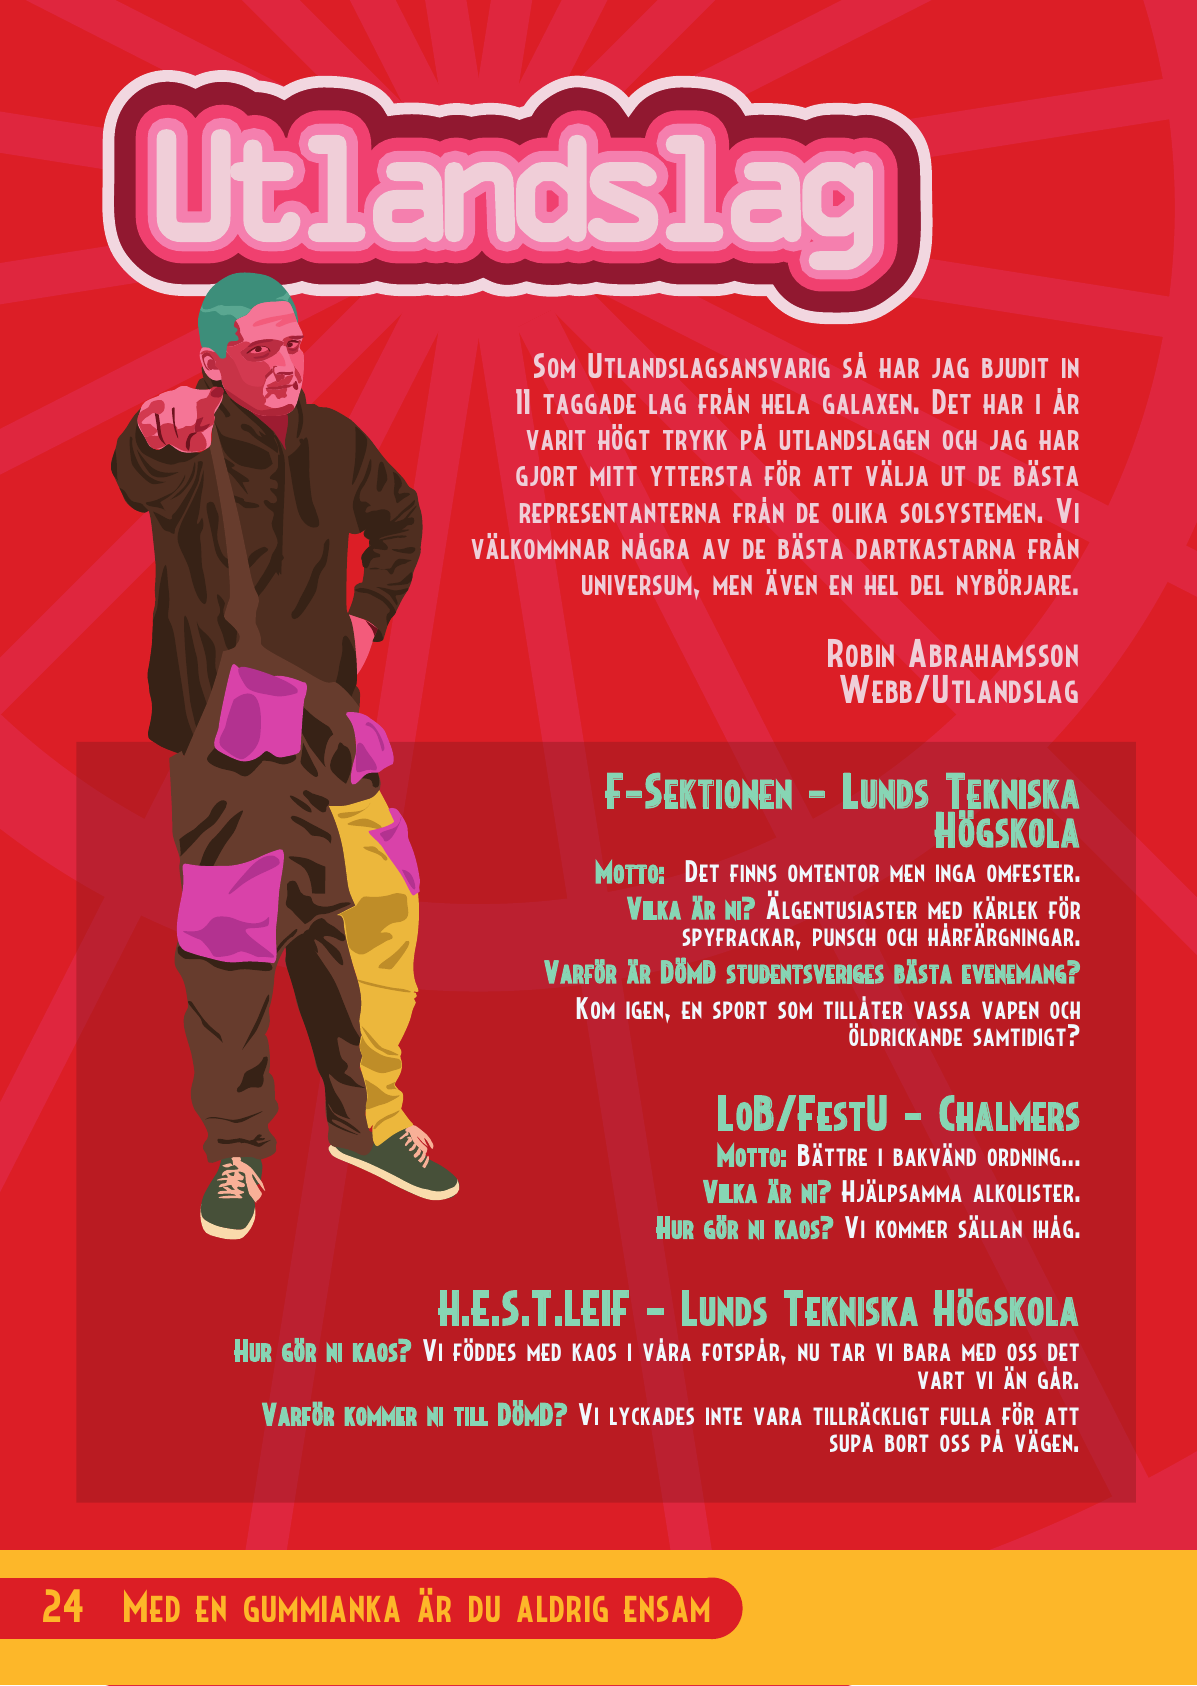 Utlandslag
Som Utlandslagsansvarig så har jag bjudit in
11 taggade lag från hela galaxen. Det har i år
varit högt trykk på utlandslagen och jag har
gjort mitt yttersta för att välja ut de bästa
representanterna från de olika solsystemen. Vi
välkommnar några av de bästa dartkastarna från
universum, men även en hel del nybörjare.
Robin Abrahamsson
Webb/Utlandslag
F-Sektionen - Lunds Tekniska
Högskola
Motto: Det finns omtentor men inga omfester.
Vilka är ni? Älgentusiaster med kärlek för
spyfrackar, punsch och hårfärgningar.
Varför är DömD studentsveriges bästa evenemang?
Kom igen, en sport som tillåter vassa vapen och
öldrickande samtidigt?
LoB/FestU - Chalmers
Motto: Bättre i bakvänd ordning...
Vilka är ni? Hjälpsamma alkolister.
Hur gör ni kaos? Vi kommer sällan ihåg.
H.E.S.T.LEIF - Lunds Tekniska Högskola
Hur gör ni kaos? Vi föddes med kaos i våra fotspår, nu tar vi bara med oss det
vart vi än går.
Varför kommer ni till DömD? Vi lyckades inte vara tillräckligt fulla för att
supa bort oss på vägen.
24 Med en gummianka är du aldrig ensam